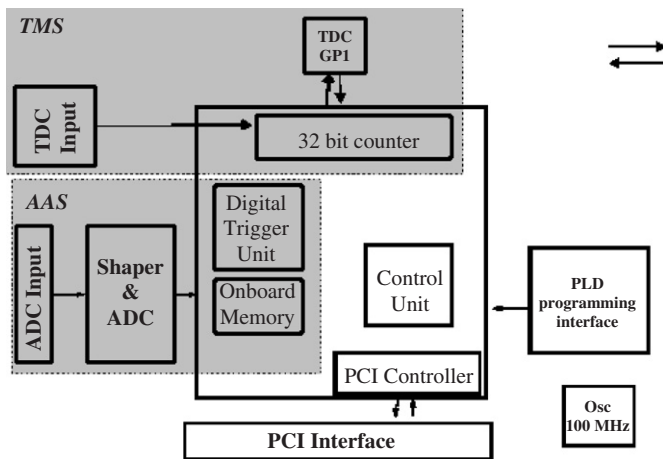 TMS
TDC
GP1
TDC
Input
32 bit counter
AAS
Digital
Trigger
Unit
ADC Input
Shaper
&
ADC
Onboard
Memory
Control
Unit
PLD
programming
interface
PCI Controller
Osc
100 MHz
PCI Interface